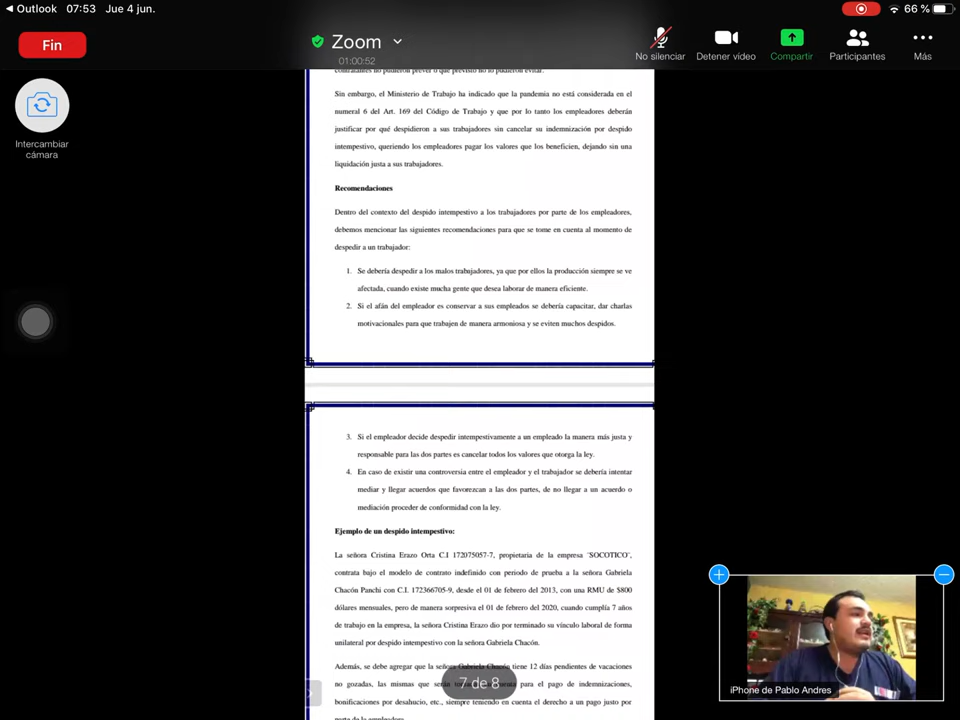 Outlook 07:53 Jue 4 jun. 66 %
Fin
Zoom
01:00:52
No silenciar Detener vídeo Compartir Participantes Más
Intercambiar
cámara
contratantes no pudieron prever o que previsto no lo pudieron evitar.
Sin embargo, el Ministerio de Trabajo ha indicado que la pandemia no está considerada en el
numeral 6 del Art. 169 del Código de Trabajo y que por lo tanto los empleadores deberán
justificar por qué despidieron a sus trabajadores sin cancelar su indemnización por despido
intempestivo, queriendo los empleadores pagar los valores que los beneficien, dejando sin una
liquidación justa a sus trabajadores.
Recomendaciones
Dentro del contexto del despido intempestivo a los trabajadores por parte de los empleadores,
debemos mencionar las siguientes recomendaciones para que se tome en cuenta al momento de
despedir a un trabajador:
1. Se debería despedir a los malos trabajadores, ya que por ellos la producción siempre se ve
afectada, cuando existe mucha gente que desea laborar de manera eficiente.
2. Si el afán del empleador es conservar a sus empleados se debería capacitar, dar charlas
motivacionales para que trabajen de manera armoniosa y se eviten muchos despidos.
3. Si el empleador decide despedir intempestivamente a un empleado la manera más justa y
responsable para las dos partes es cancelar todos los valores que otorga la ley.
4. En caso de existir una controversia entre el empleador y el trabajador se debería intentar
mediar y llegar acuerdos que favorezcan a las dos partes, de no llegar a un acuerdo o
mediación proceder de conformidad con la ley.
Ejemplo de un despido intempestivo:
La señora Cristina Erazo Orta C.I 172075057-7, propietaria de la empresa ¨SOCOTICO¨,
contrata bajo el modelo de contrato indefinido con periodo de prueba a la señora Gabriela
Chacón Panchi con C.I. 172366705-9, desde el 01 de febrero del 2013, con una RMU de $800
dólares mensuales, pero de manera sorpresiva el 01 de febrero del 2020, cuando cumplía 7 años
de trabajo en la empresa, la señora Cristina Erazo dio por terminado su vínculo laboral de forma
unilateral por despido intempestivo con la señora Gabriela Chacón.
Además, se debe agregar que la señora Gabriela Chacón tiene 12 días pendientes de vacaciones
no gozadas, las mismas que serán para el pago de indemnizaciones,
bonificaciones por desahucio, etc., siempre teniendo en cuenta el derecho a un pago justo por
parte de la empleadora.
7 de 8
iPhone de Pablo Andres